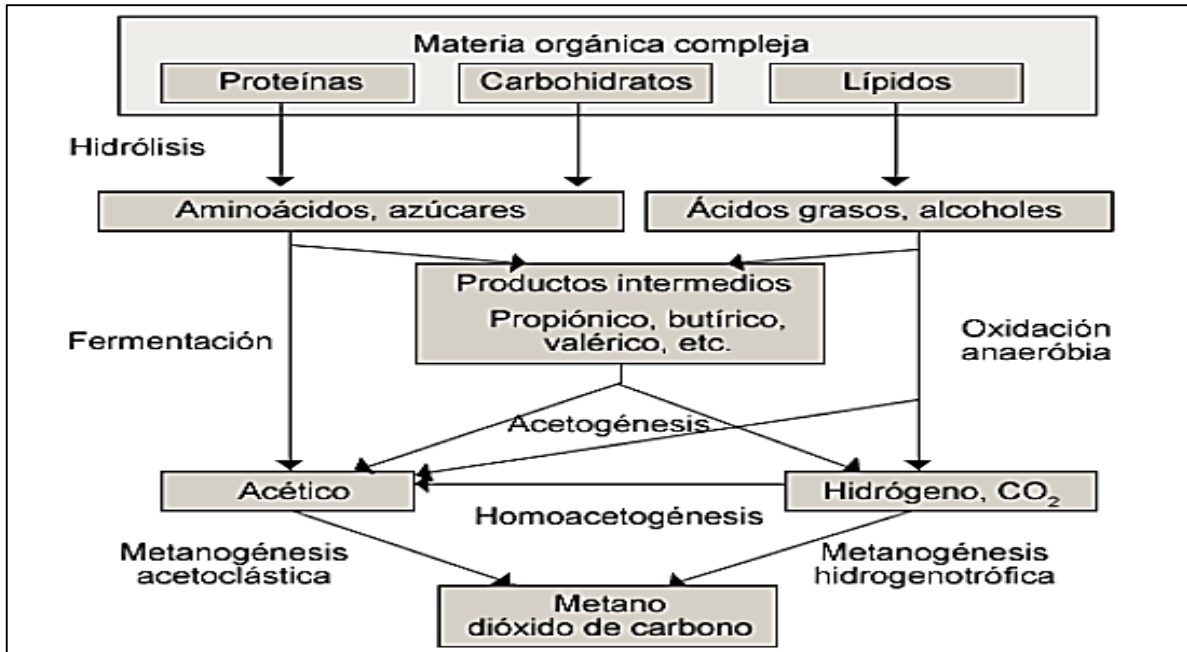 Materia orgánica compleja
Proteínas
Carbohidratos
Lípidos
Hidrólisis
Aminoácidos, azúcares
Ácidos grasos, alcoholes
Productos intermedios
Propiónico, butírico,
valérico, etc.
Fermentación
Oxidación
anaeróbia
Acetogénesis
Acético
Hidrógeno, CO₂
Homoacetogénesis
Metanogénesis
acetoclástica
Metanogénesis
hidrogenotrófica
Metano
dióxido de carbono